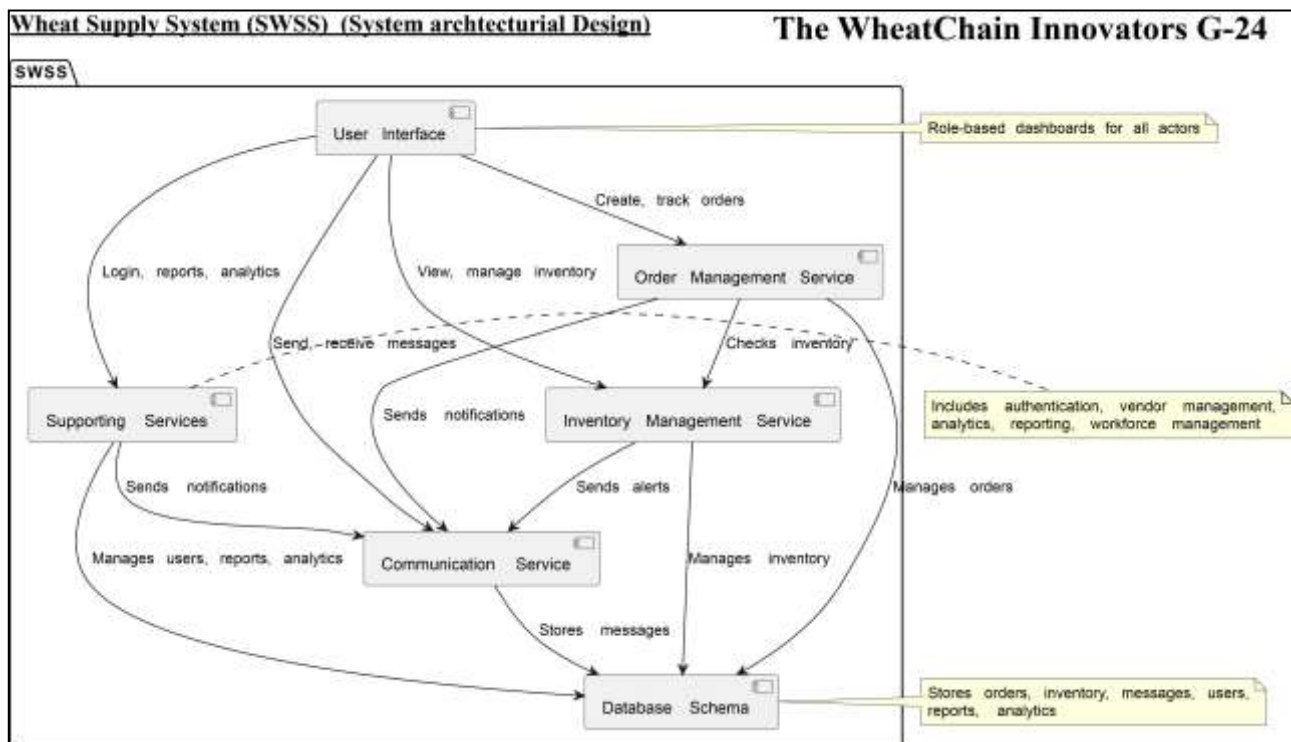 Wheat Supply System (SWSS) (System archtecturial Design)
The WheatChain Innovators G-24
SWSS
User Interface
Role-based dashboards for all actors
Create, track orders
Login, reports, analytics
View, manage inventory
Order Management Service
Send, receive messages
Checks inventory
Supporting Services
Sends notifications
Inventory Management Service
Includes authentication, vendor management,
analytics, reporting, workforce management
Sends notifications
Sends alerts
Manages orders
Manages users, reports, analytics
Communication Service
Manages inventory
Stores messages
Database Schema
Stores orders, inventory, messages, users,
reports, analytics